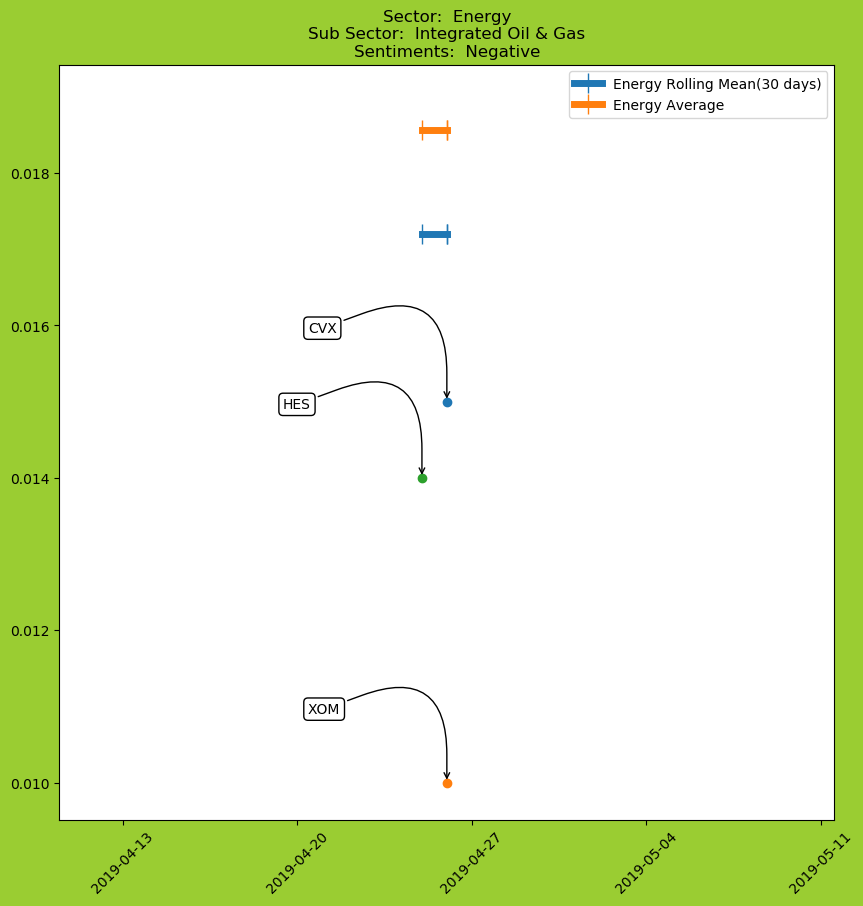 Sector:  Energy
Sub Sector:  Integrated Oil & Gas
Sentiments:  Negative
Energy Rolling Mean(30 days)
Energy Average
0.018
0.016
0.014
0.012
0.010
CVX
HES
XOM
2019-04-13
2019-04-20
2019-04-27
2019-05-04
2019-05-11